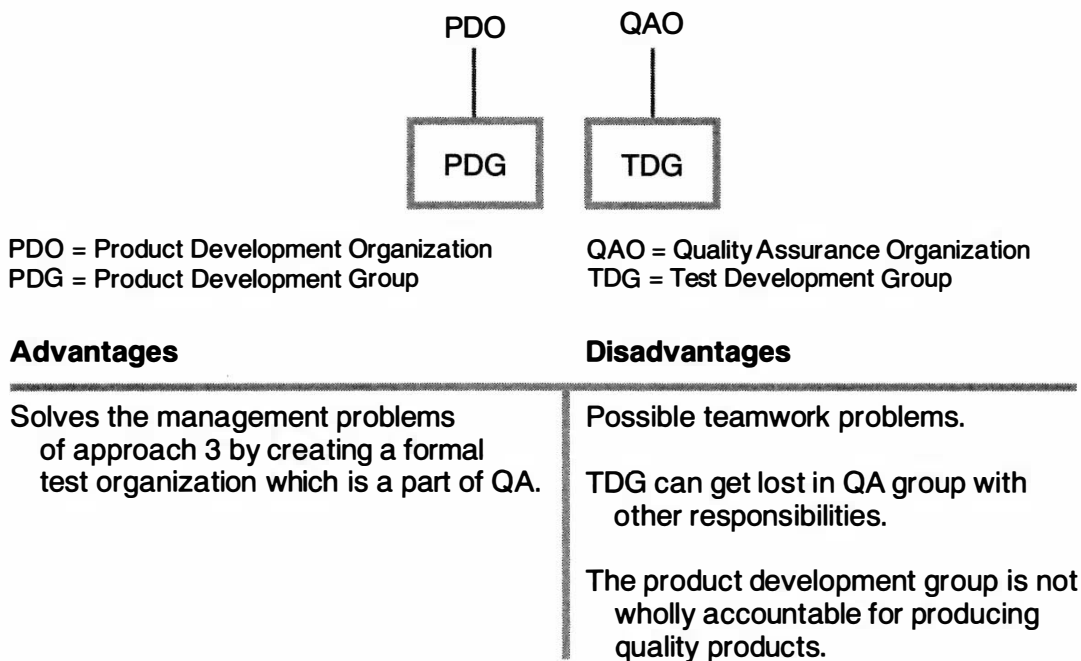 PDO
QAO
PDG
TDG
PDO = Product Development Organization
PDG = Product Development Group
QAO = Quality Assurance Organization
TDG = Test Development Group
Advantages
Disadvantages
Solves the management problems
of approach 3 by creating a formal
test organization which is a part of QA.
Possible teamwork problems.
TDG can get lost in QA group with
other responsibilities.
The product development group is not
wholly accountable for producing
quality products.